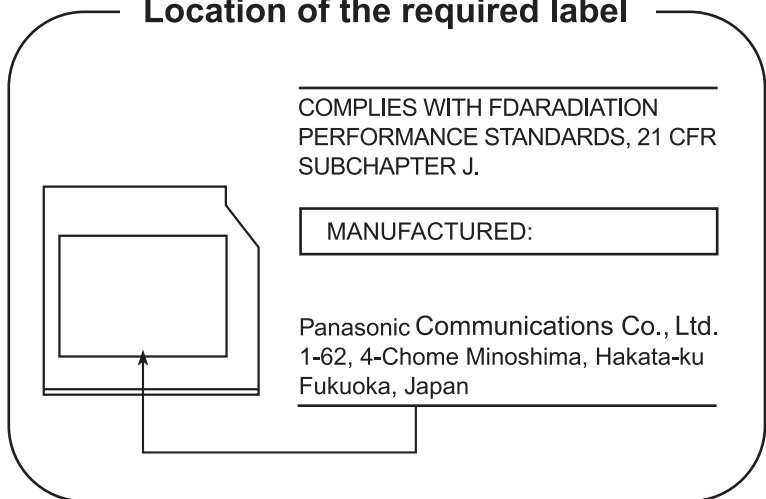 Location of the required label
COMPLIES WITH FDARADIATION
PERFORMANCE STANDARDS, 21 CFR
SUBCHAPTER J.
MANUFACTURED:
Panasonic Communications Co., Ltd.
1-62, 4-Chome Minoshima, Hakata-ku
Fukuoka, Japan